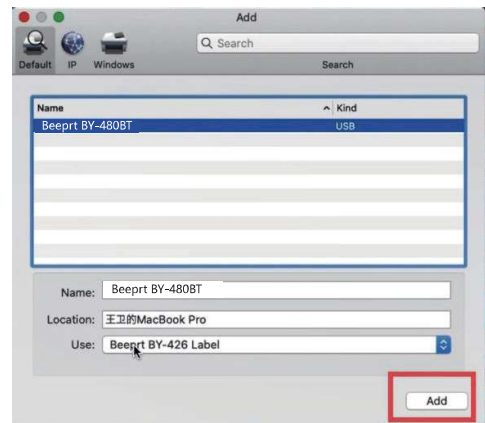 Add
Search
Default IP Windows Search
Name Kind
Beeprt BY-480BT USB
Name: Beeprt BY-480BT
Location: 王卫的MacBook Pro
Use: Beeprt BY-426 Label
Add